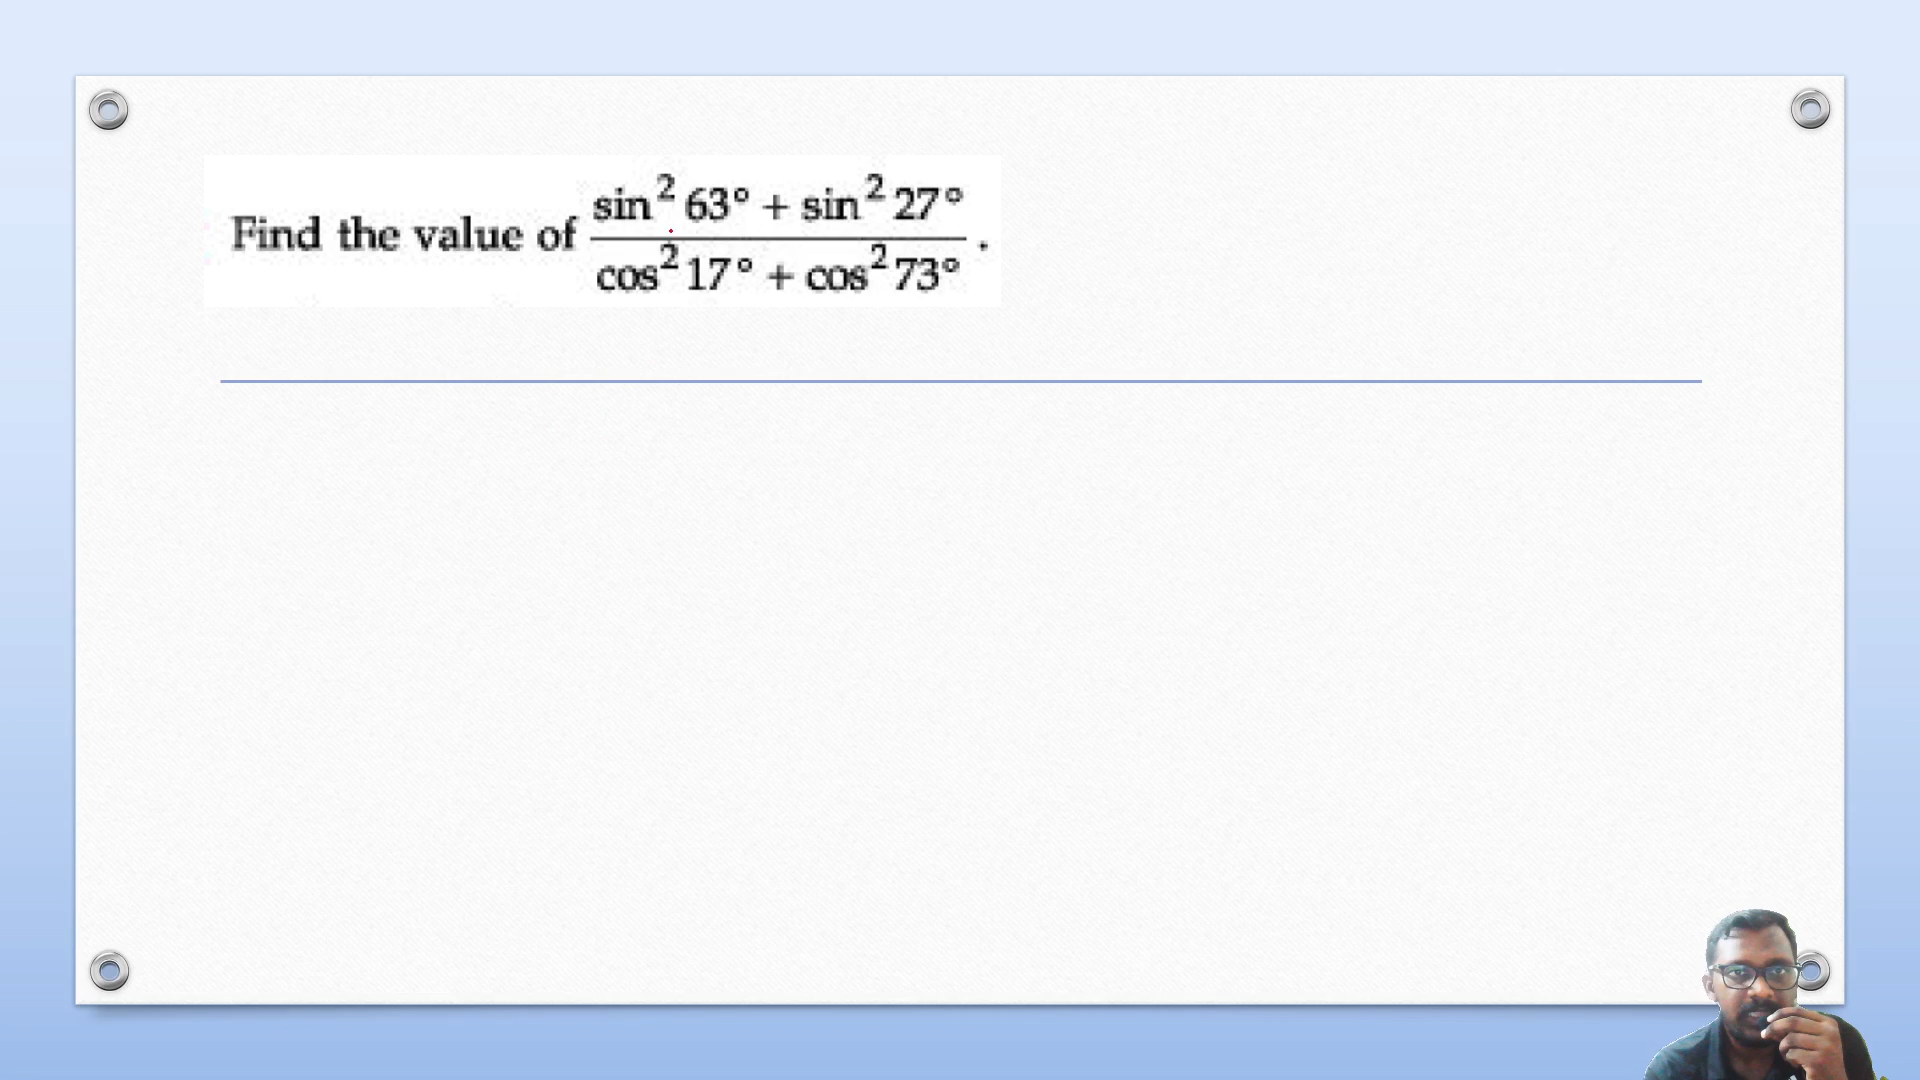 Find the value of sin² 63° + sin² 27° / cos² 17° + cos² 73° .